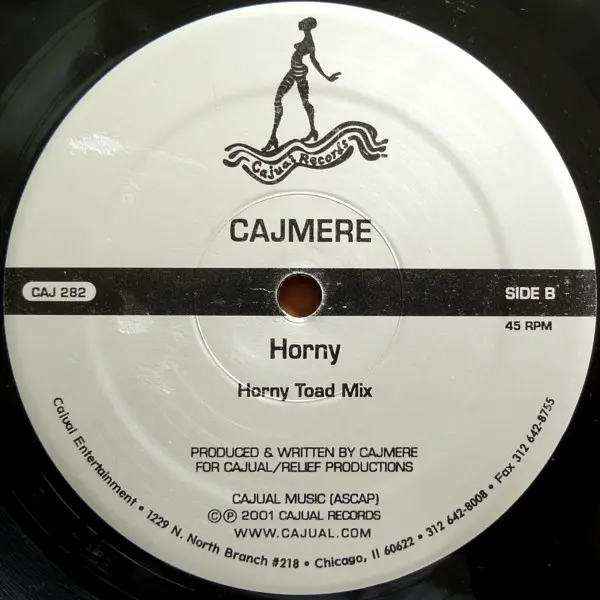 Cajual Records
TM
CAJMERE
CAJ 282
SIDE B
45 RPM
Horny
Horny Toad Mix
PRODUCED & WRITTEN BY CAJMERE
FOR CAJUAL/RELIEF PRODUCTIONS
CAJUAL MUSIC (ASCAP)
©℗ 2001 CAJUAL RECORDS
WWW.CAJUAL.COM
Cajual Entertainment • 1229 N. North Branch #218 • Chicago, Il 60622 • 312 642-8008 • Fax 312 642-8755